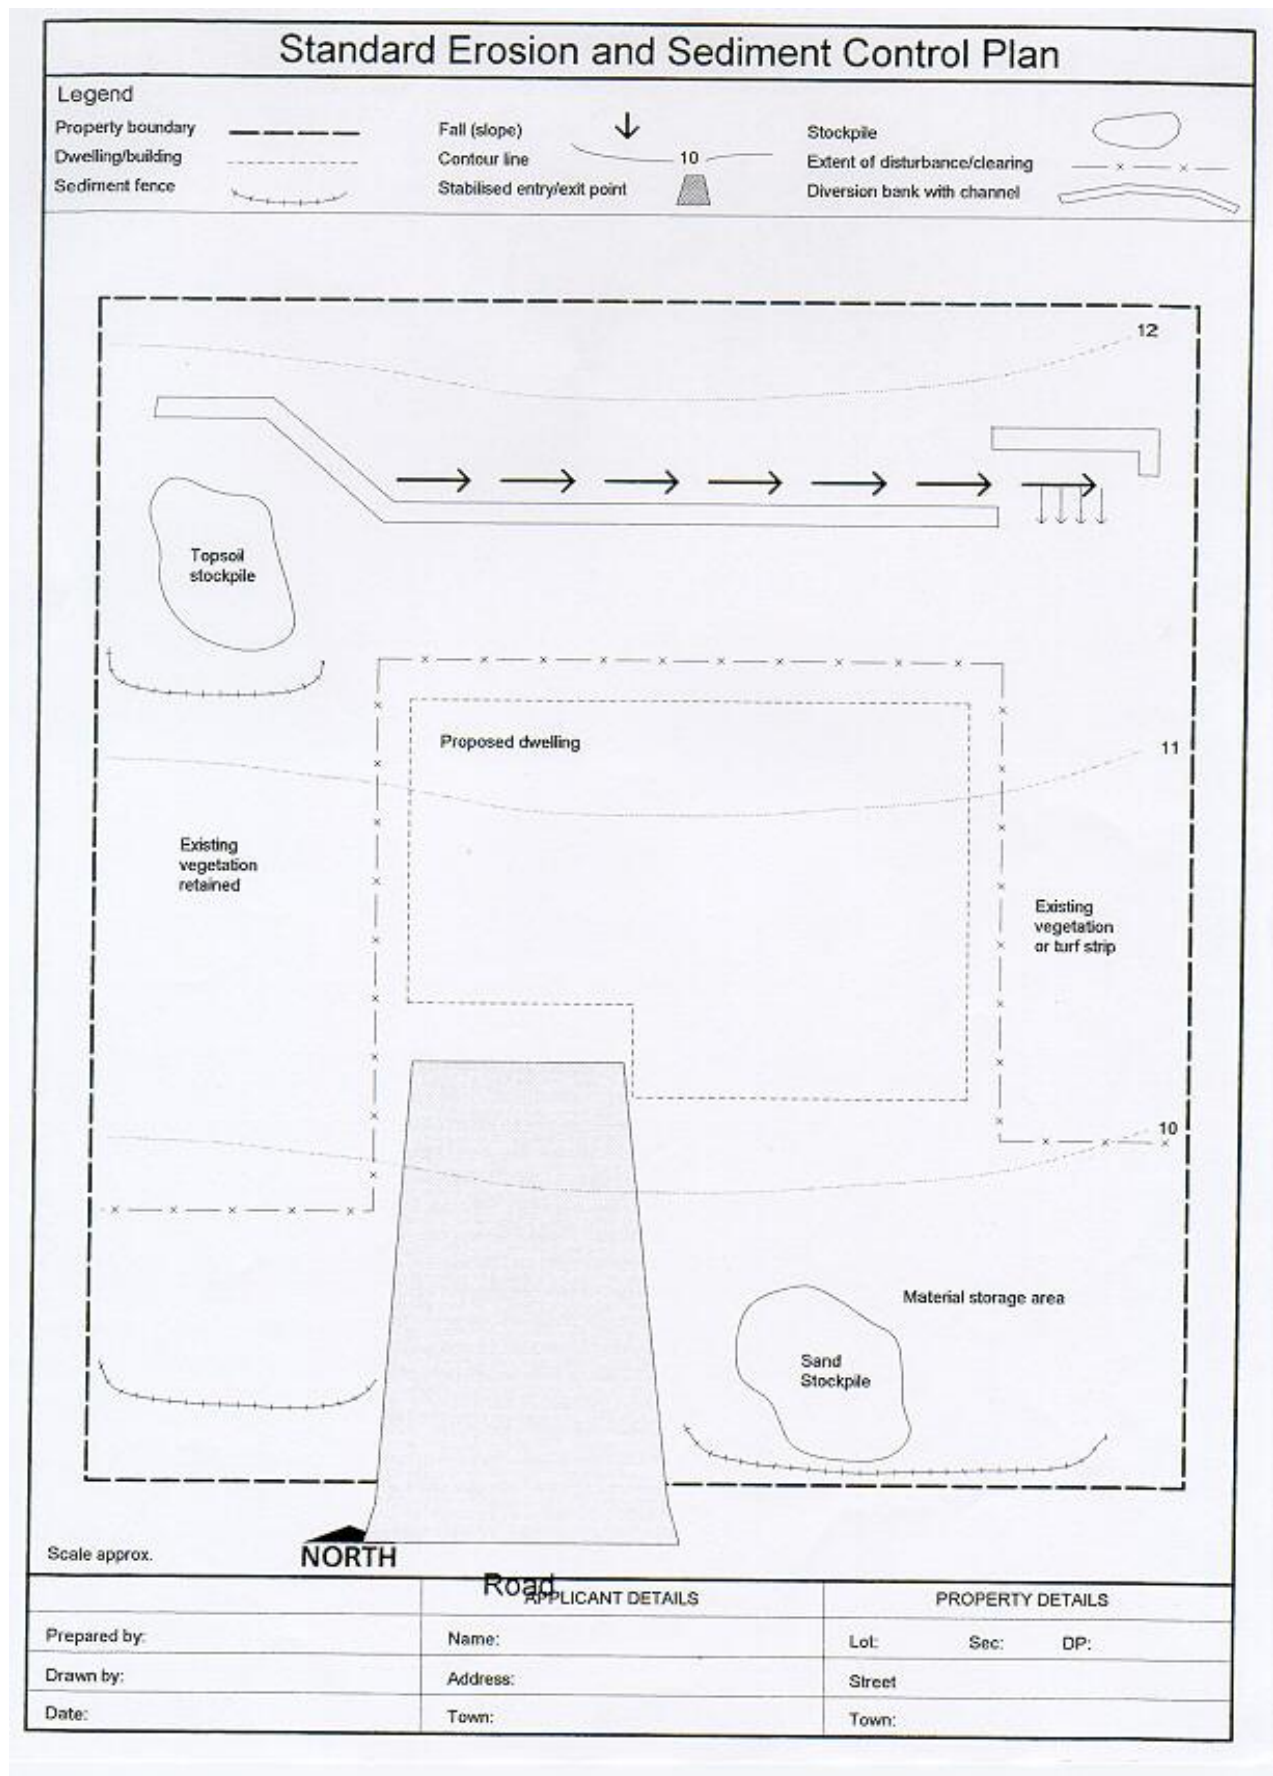 Standard Erosion and Sediment Control Plan
Legend
Property boundary
Dwelling/building
Sediment fence
Fall (slope)
Contour line
10
Stabilised entry/exit point
Stockpile
Extent of disturbance/clearing
Diversion bank with channel
12
Topsoil
stockpile
Proposed dwelling
11
Existing
vegetation
retained
Existing
vegetation
or turf strip
10
Material storage area
Sand
Stockpile
Scale approx.
NORTH
Road
APPLICANT DETAILS
PROPERTY DETAILS
Prepared by:
Name:
Lot: Sec: DP:
Drawn by:
Address:
Street
Date:
Town:
Town: